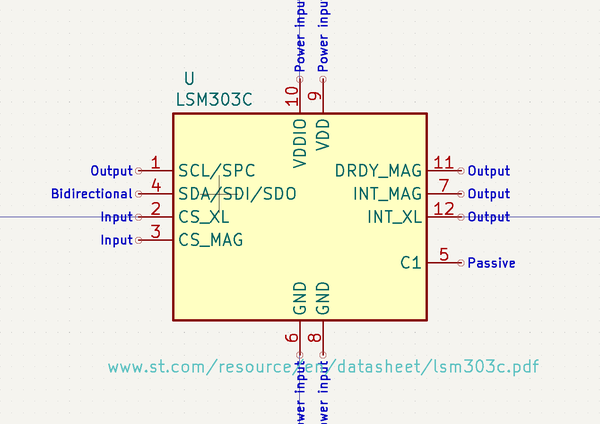 Power input
Power input
U
LSM303C
10
9
VDDIO
VDD
Output 1 SCL/SPC DRDY_MAG 11 Output
Bidirectional 4 SDA/SDI/SDO INT_MAG 7 Output
Input 2 CS_XL INT_XL 12 Output
Input 3 CS_MAG
C1 5 Passive
GND
GND
6
8
www.st.com/resource/en/datasheet/lsm303c.pdf
ower input
ower input